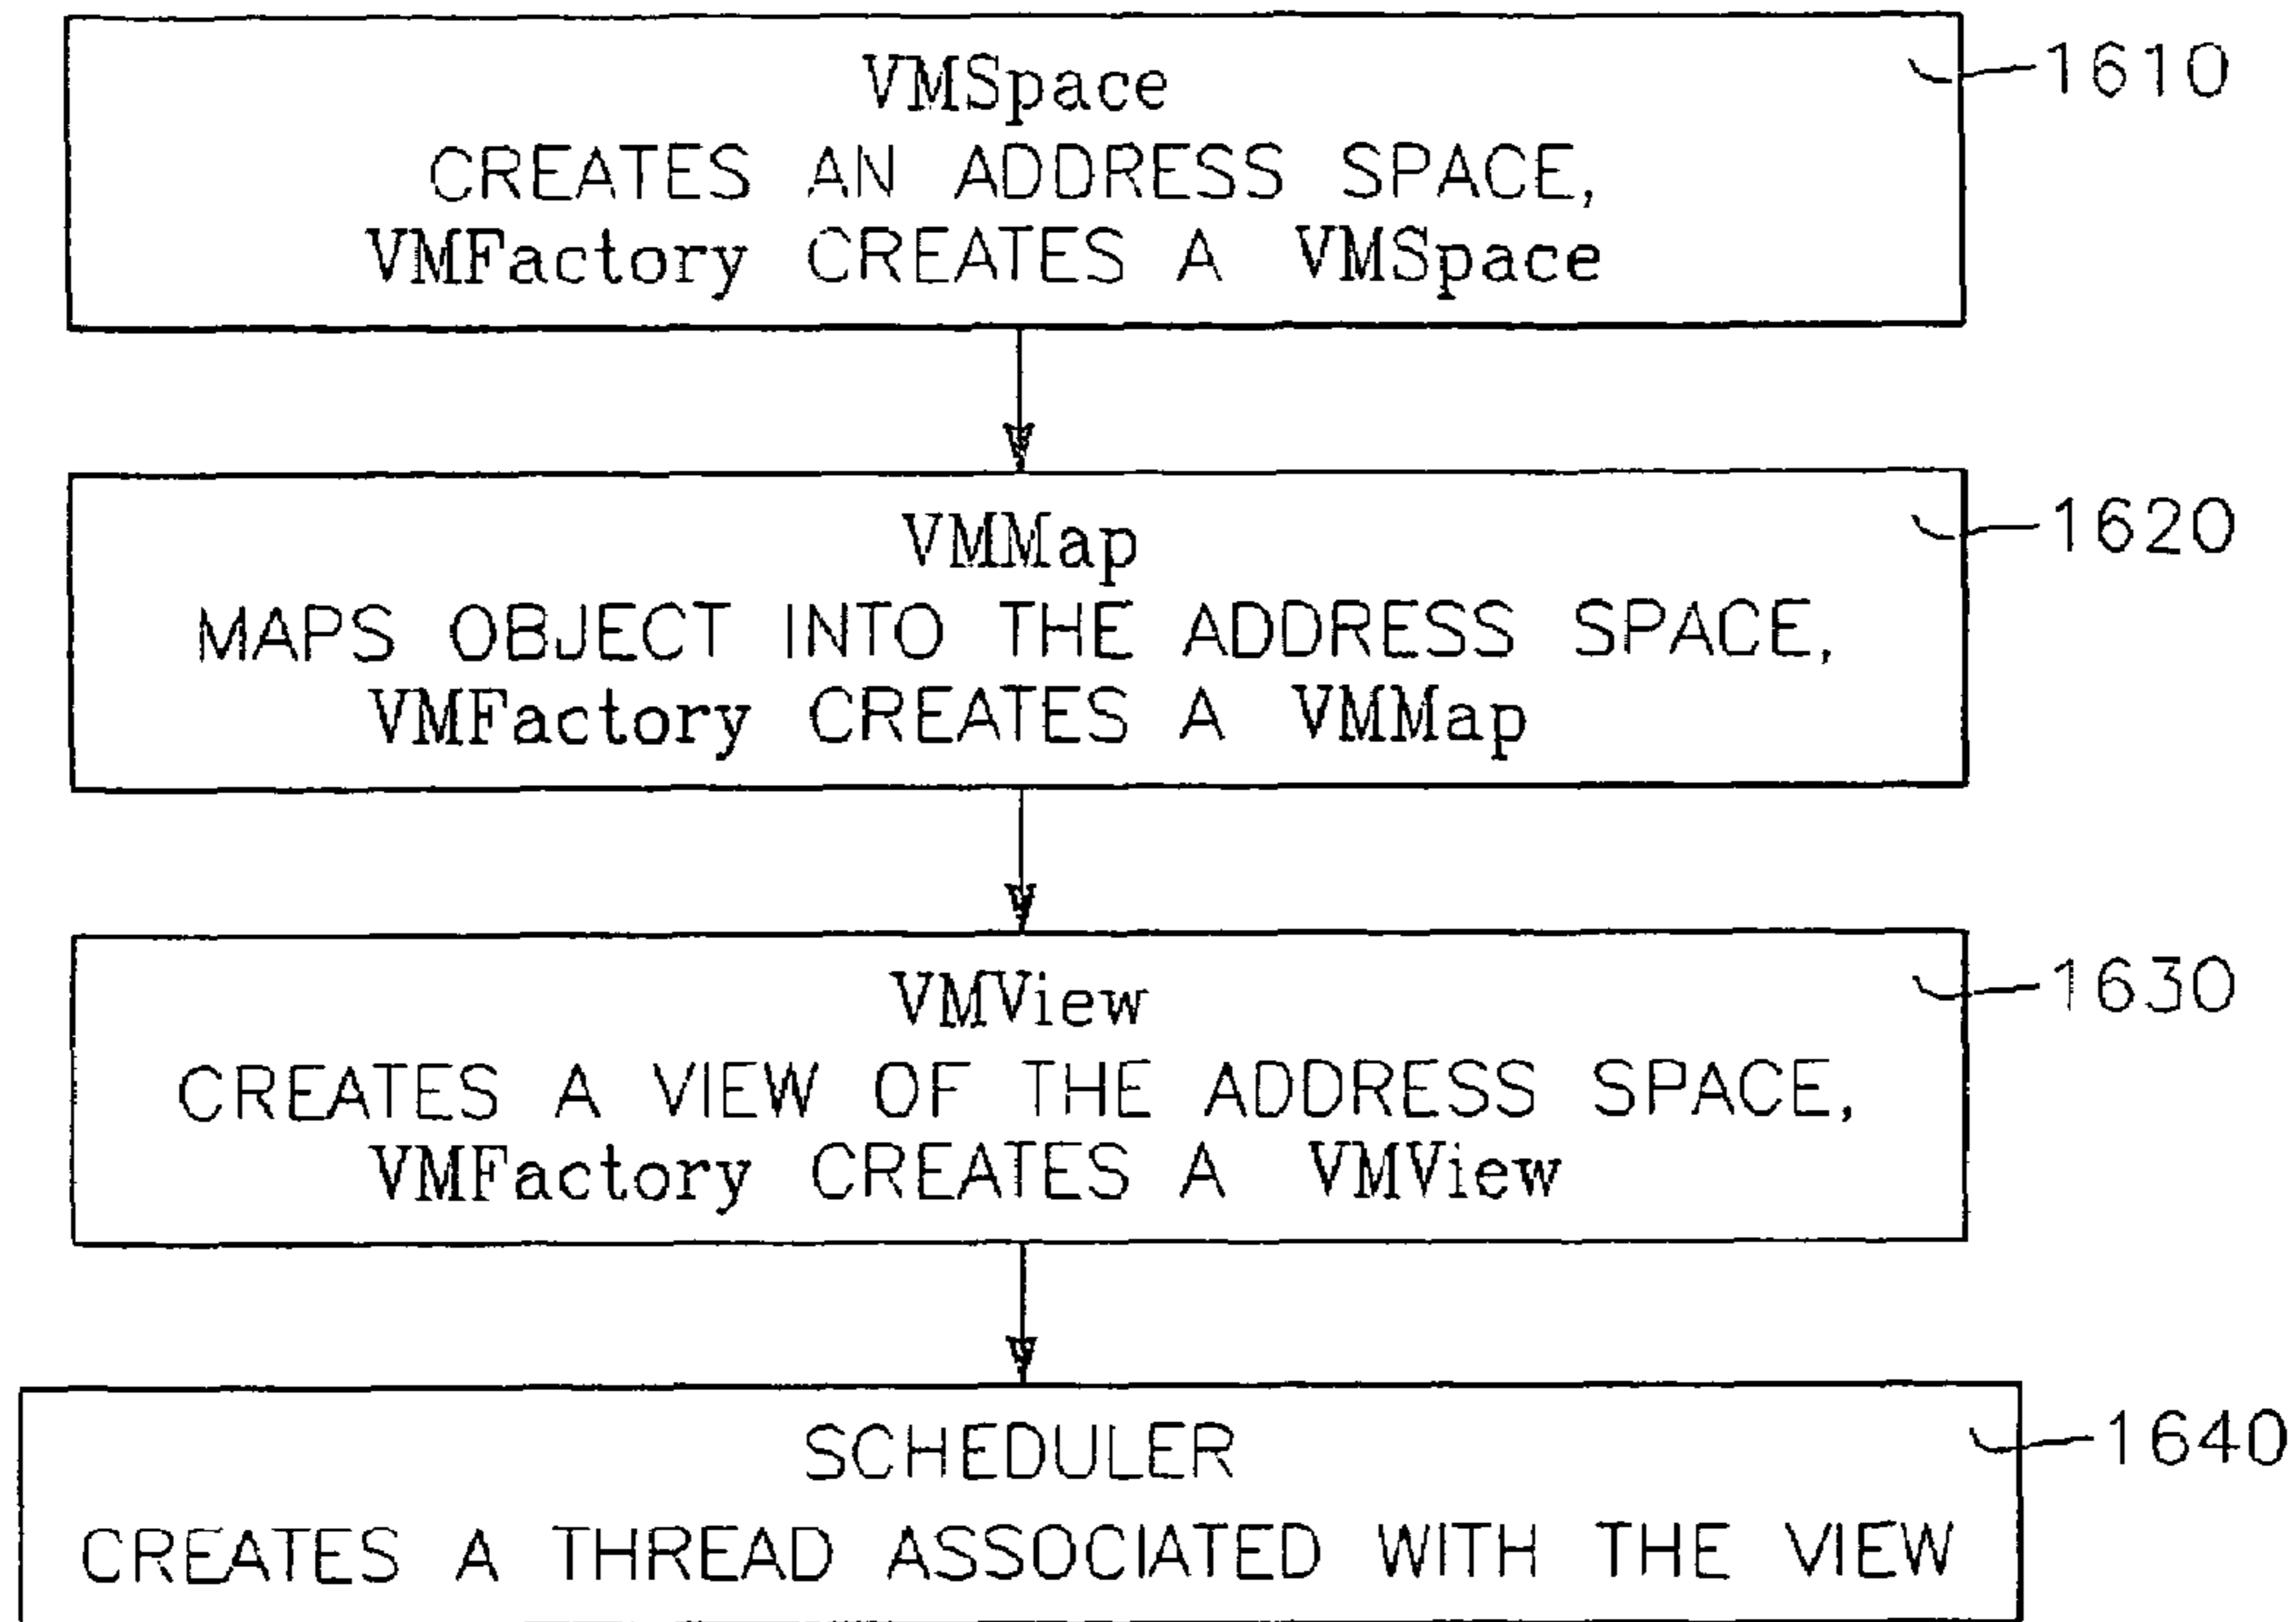 VMSpace
CREATES AN ADDRESS SPACE,
VMFactory CREATES A VMSpace
1610
VMMap
MAPS OBJECT INTO THE ADDRESS SPACE,
VMFactory CREATES A VMMap
1620
VMView
CREATES A VIEW OF THE ADDRESS SPACE,
VMFactory CREATES A VMView
1630
SCHEDULER
CREATES A THREAD ASSOCIATED WITH THE VIEW
1640